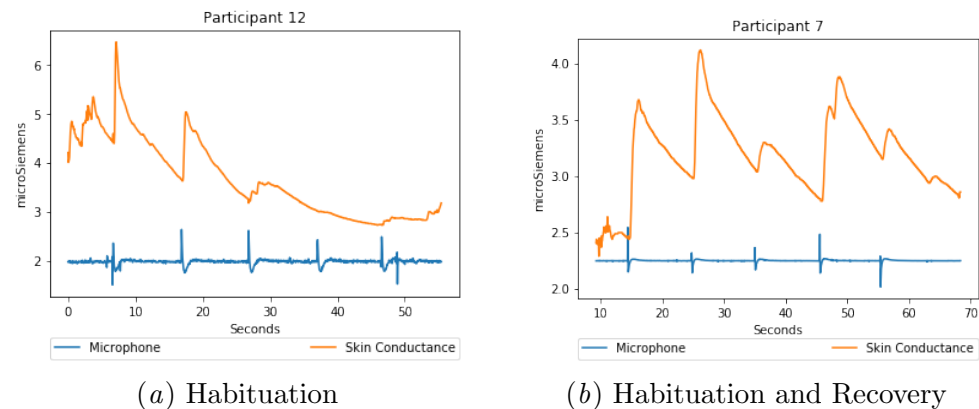 Participant 12
microSiemens
6
5
4
3
2
0 10 20 30 40 50
Seconds
Microphone Skin Conductance
(a) Habituation
Participant 7
microSiemens
4.0
3.5
3.0
2.5
2.0
10 20 30 40 50 60 70
Seconds
Microphone Skin Conductance
(b) Habituation and Recovery